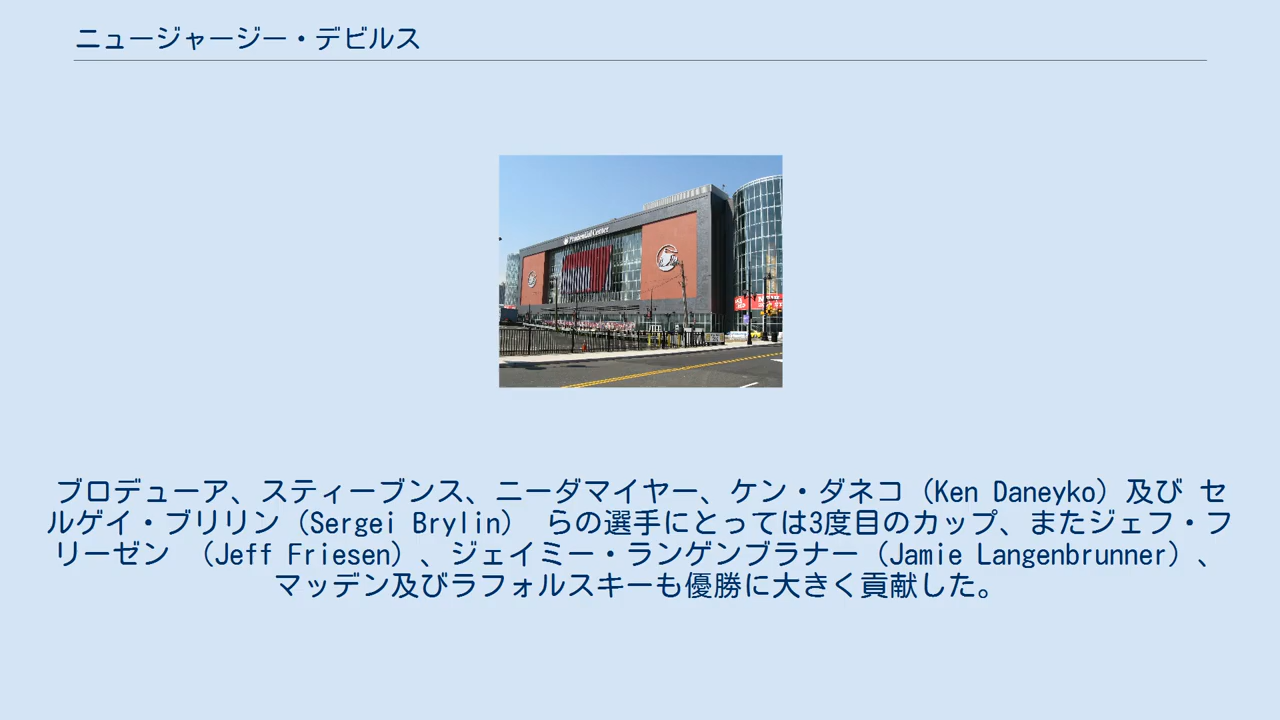 ニュージャージー・デビルス
Prudential Center
ブロデューア、スティーブンス、ニーダマイヤー、ケン・ダネコ（Ken Daneyko）及び セ
ルゲイ・ブリリン（Sergei Brylin） らの選手にとっては3度目のカップ、またジェフ・フ
リーゼン （Jeff Friesen）、ジェイミー・ランゲンブラナー（Jamie Langenbrunner）、
マッデン及びラフォルスキーも優勝に大きく貢献した。